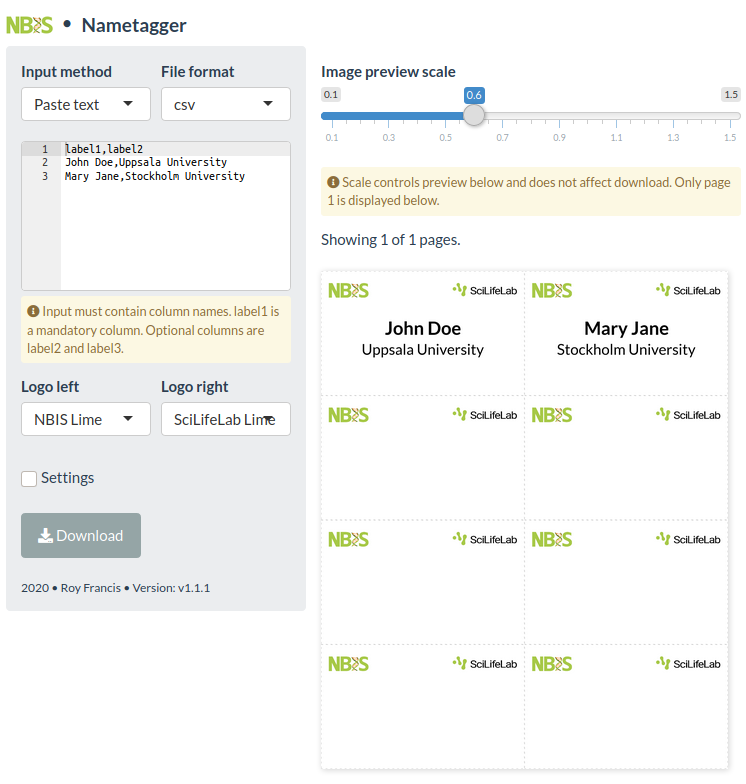 NBIS • Nametagger
Input method File format
Paste text csv
1 label1,label2
2 John Doe,Uppsala University
3 Mary Jane,Stockholm University
Input must contain column names. label1 is
a mandatory column. Optional columns are
label2 and label3.
Logo left Logo right
NBIS Lime SciLifeLab Lime
Settings
Download
2020 • Roy Francis • Version: v1.1.1
Image preview scale
0.1 0.6 1.5
0.1 0.3 0.5 0.7 0.9 1.1 1.3 1.5
Scale controls preview below and does not affect download. Only page
1 is displayed below.
Showing 1 of 1 pages.
NBIS SciLifeLab NBIS SciLifeLab
John Doe Mary Jane
Uppsala University Stockholm University
NBIS SciLifeLab NBIS SciLifeLab
NBIS SciLifeLab NBIS SciLifeLab
NBIS SciLifeLab NBIS SciLifeLab